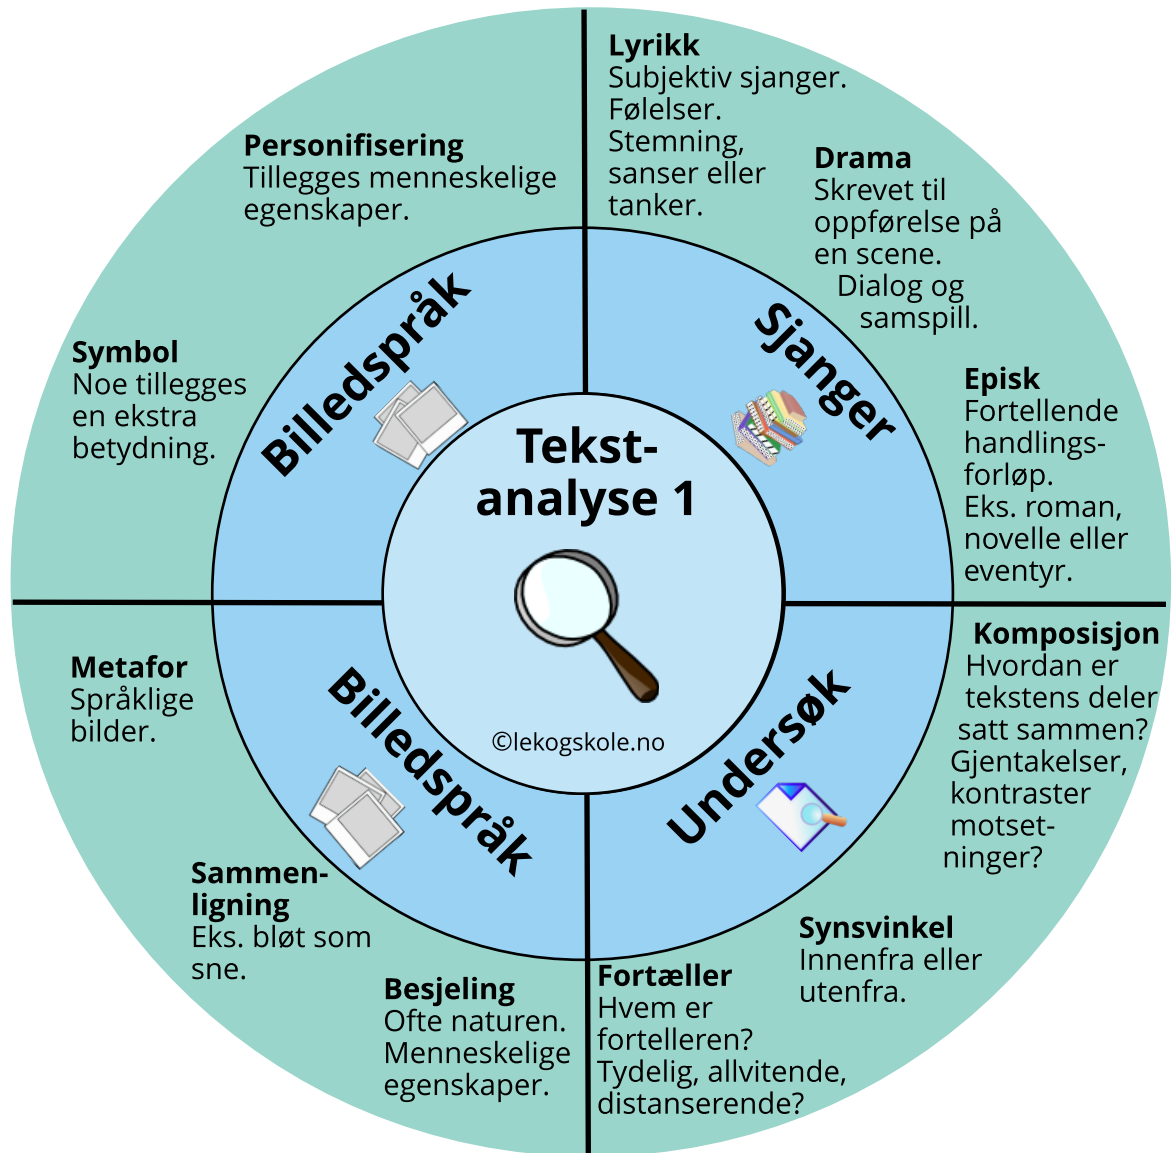 Tekst-
analyse 1
©lekogskole.no
Sjanger
Lyrikk
Subjektiv sjanger.
Følelser.
Stemning,
sanser eller
tanker.
Drama
Skrevet til
oppførelse på
en scene.
Dialog og
samspill.
Episk
Fortellende
handlings-
forløp.
Eks. roman,
novelle eller
eventyr.
Undersøk
Komposisjon
Hvordan er
tekstens deler
satt sammen?
Gjentakelser,
kontraster
motset-
ninger?
Synsvinkel
Innenfra eller
utenfra.
Fortæller
Hvem er
fortelleren?
Tydelig, allvitende,
distanserende?
Billedspråk
Besjeling
Ofte naturen.
Menneskelige
egenskaper.
Sammen-
ligning
Eks. bløt som
sne.
Metafor
Språklige
bilder.
Billedspråk
Symbol
Noe tillegges
en ekstra
betydning.
Personifisering
Tillegges menneskelige
egenskaper.